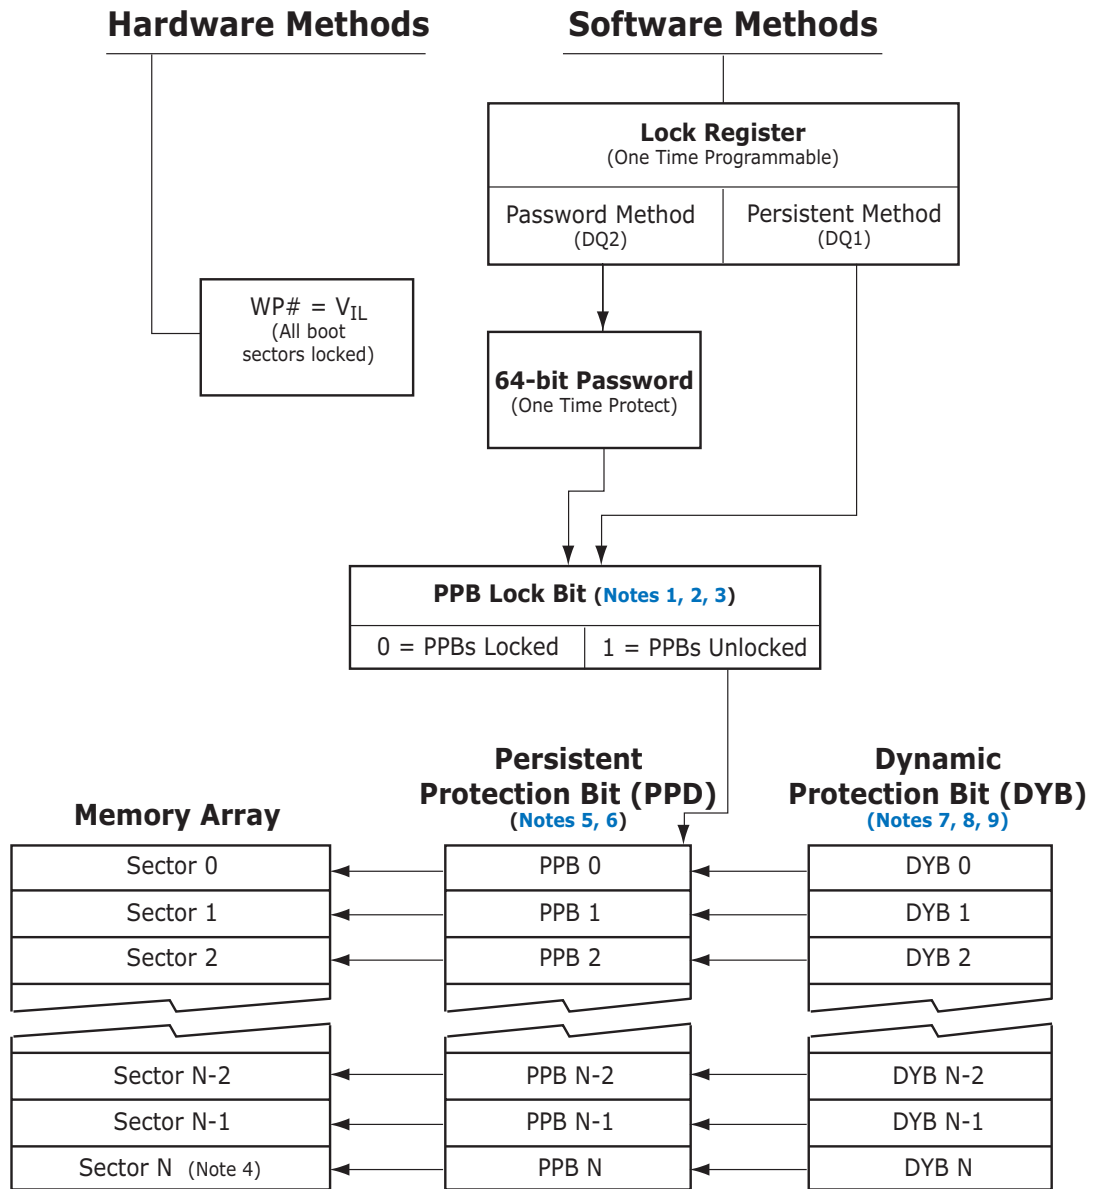 Hardware Methods
Software Methods
Lock Register
(One Time Programmable)
Password Method
(DQ2)
Persistent Method
(DQ1)
WP# = VIL
(All boot
sectors locked)
64-bit Password
(One Time Protect)
PPB Lock Bit (Notes 1, 2, 3)
0 = PPBs Locked
1 = PPBs Unlocked
Memory Array
Persistent
Protection Bit (PPD)
(Notes 5, 6)
Dynamic
Protection Bit (DYB)
(Notes 7, 8, 9)
Sector 0
PPB 0
DYB 0
Sector 1
PPB 1
DYB 1
Sector 2
PPB 2
DYB 2
Sector N-2
PPB N-2
DYB N-2
Sector N-1
PPB N-1
DYB N-1
Sector N (Note 4)
PPB N
DYB N